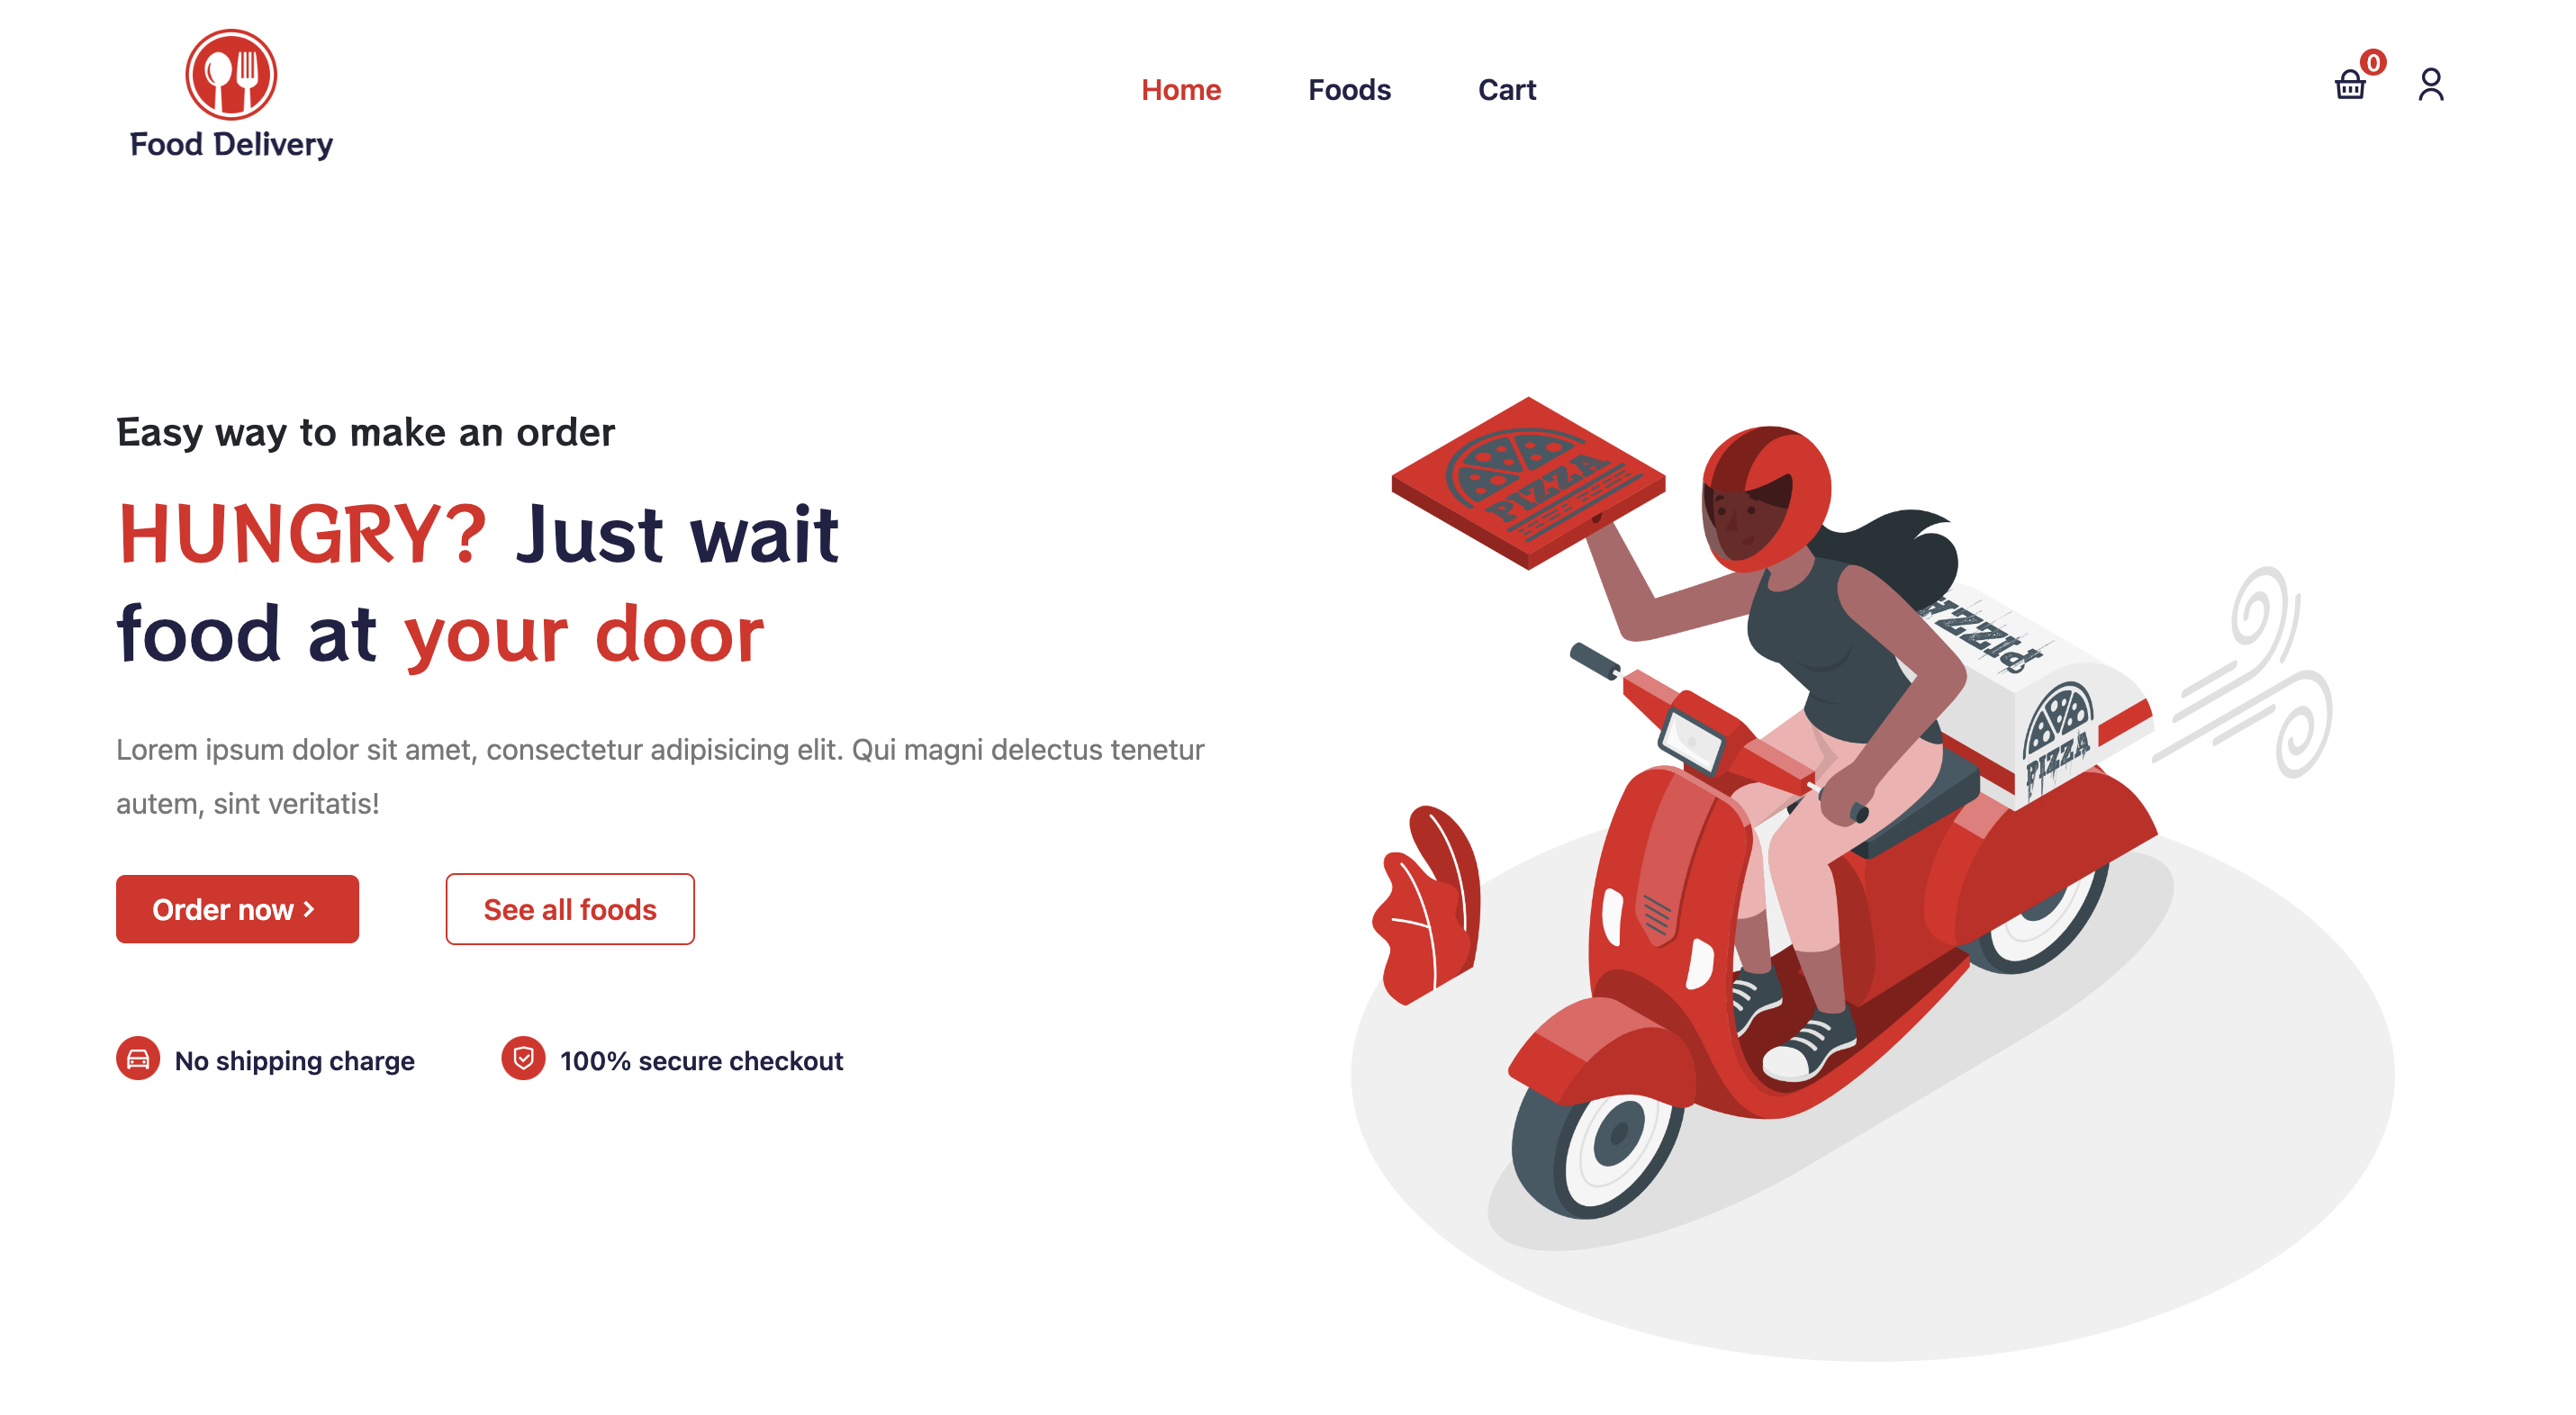 Food Delivery
Home
Foods
Cart
0
Easy way to make an order
HUNGRY? Just wait
food at your door
Lorem ipsum dolor sit amet, consectetur adipisicing elit. Qui magni delectus tenetur
autem, sint veritatis!
Order now
See all foods
No shipping charge
100% secure checkout
PIZZA
PIZZA
PIZZA